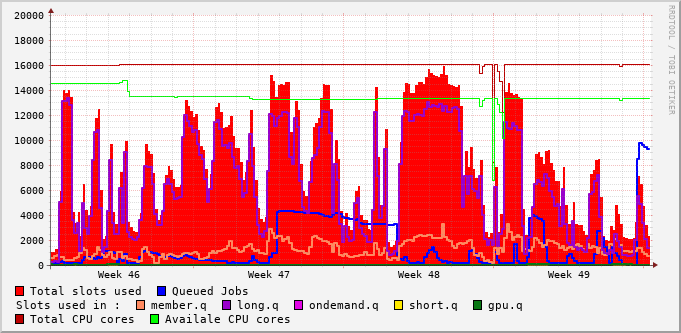 20000
18000
16000
14000
12000
10000
8000
6000
4000
2000
0
Week 46 Week 47 Week 48 Week 49
RRDTOOL / TOBI OETIKER
Total slots used Queued Jobs
Slots used in : member.q long.q ondemand.q short.q gpu.q
Total CPU cores Availale CPU cores